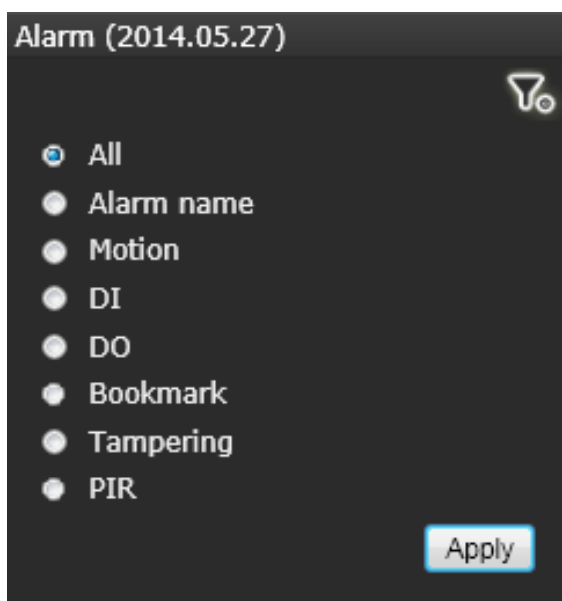 Alarm (2014.05.27)
All
Alarm name
Motion
DI
DO
Bookmark
Tampering
PIR
Apply